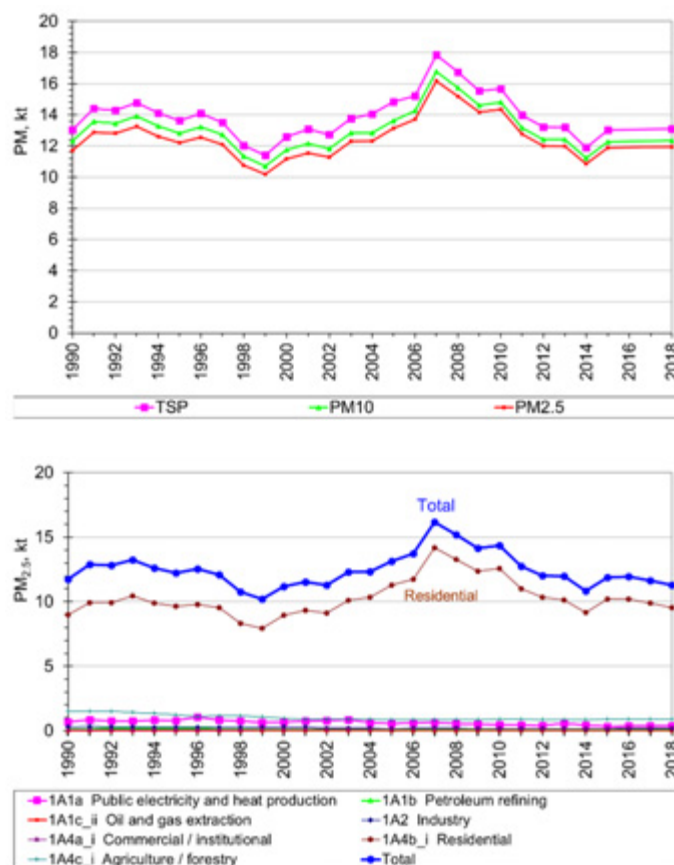 20
18
16
14
12
10
8
6
4
2
0
PM, kt
1990 1992 1994 1996 1998 2000 2002 2004 2006 2008 2010 2012 2014 2016 2018
TSP PM10 PM2.5
20
15
10
5
0
PM2.5, kt
Total
Residential
1990 1992 1994 1996 1998 2000 2002 2004 2006 2008 2010 2012 2014 2016 2018
1A1a Public electricity and heat production 1A1b Petroleum refining
1A1c_ii Oil and gas extraction 1A2 Industry
1A4a_i Commercial / institutional 1A4b_i Residential
1A4c_i Agriculture / forestry Total